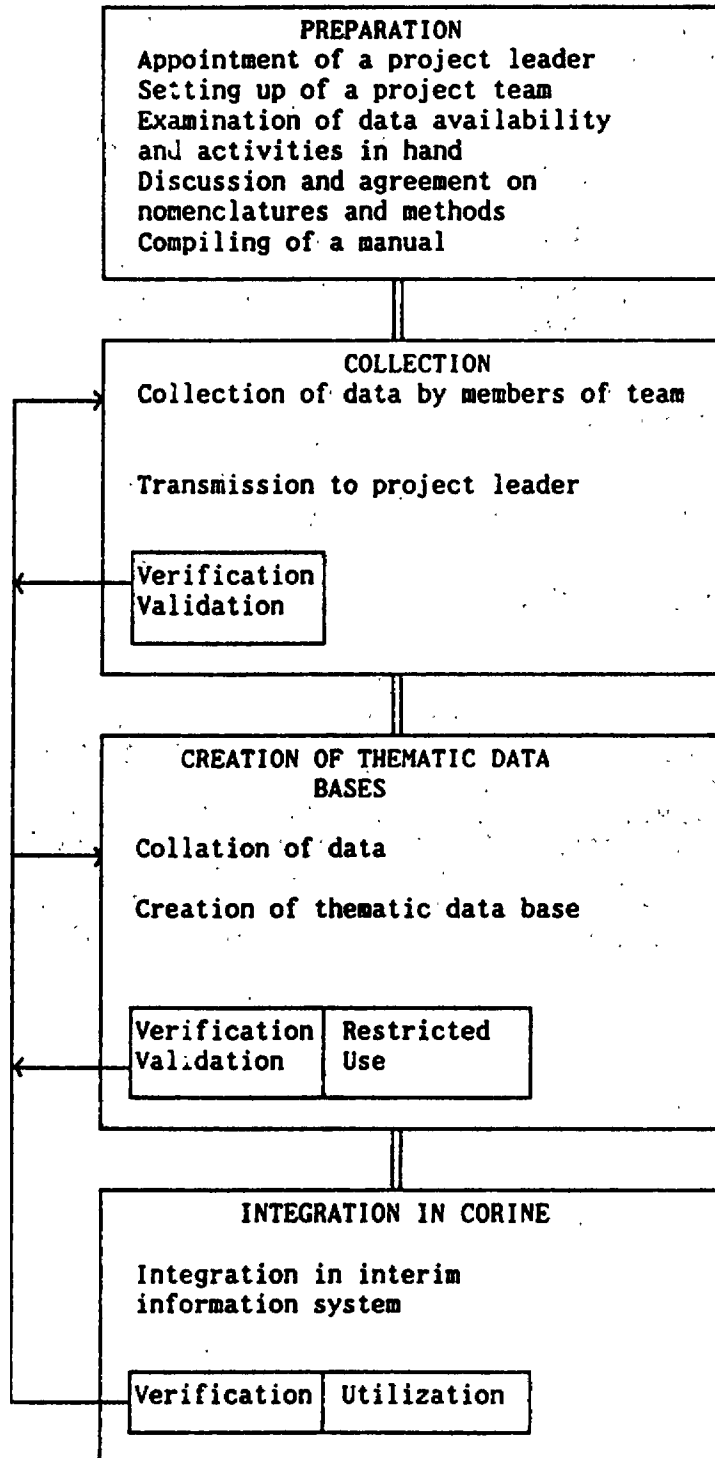 PREPARATION
Appointment of a project leader
Setting up of a project team
Examination of data availability
and activities in hand
Discussion and agreement on
nomenclatures and methods
Compiling of a manual
COLLECTION
Collection of data by members of team
Transmission to project leader
Verification
Validation
CREATION OF THEMATIC DATA
BASES
Collation of data
Creation of thematic data base
Verification Restricted
Validation Use
INTEGRATION IN CORINE
Integration in interim
information system
Verification Utilization